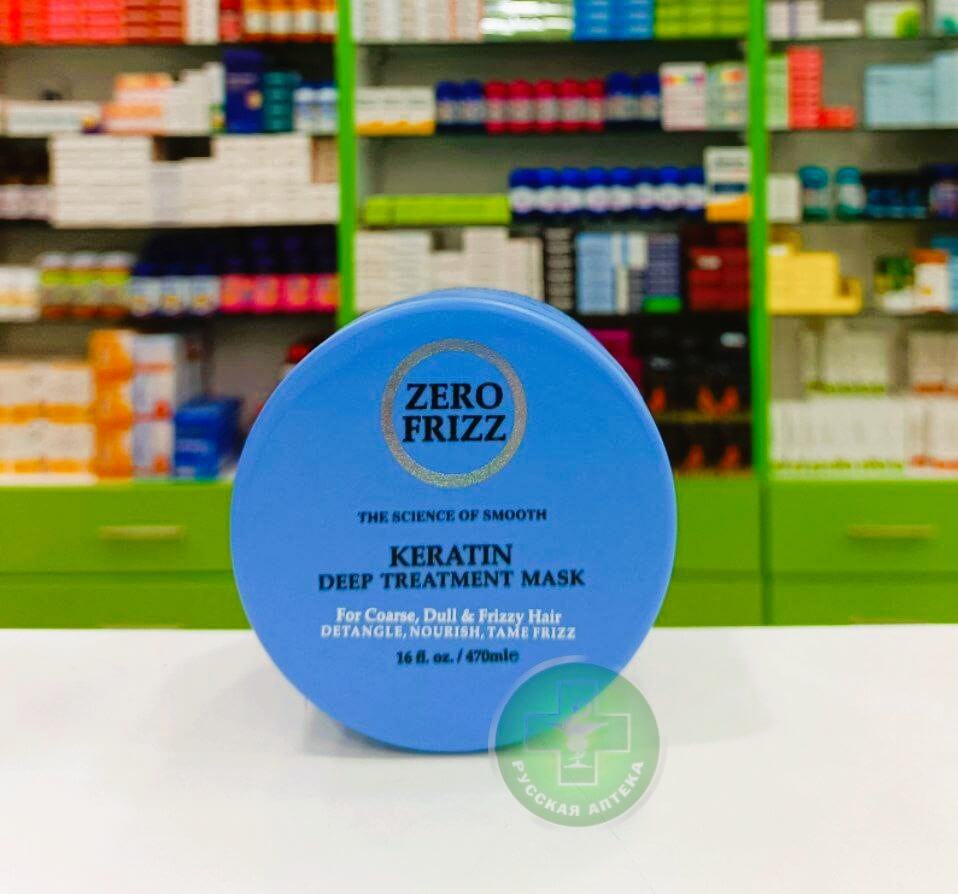 ZERO
FRIZZ
THE SCIENCE OF SMOOTH
KERATIN
DEEP TREATMENT MASK
For Coarse, Dull & Frizzy Hair
DETANGLE, NOURISH, TAME FRIZZ
16 fl. oz. / 470ml℮
РУССКАЯ АПТЕКА